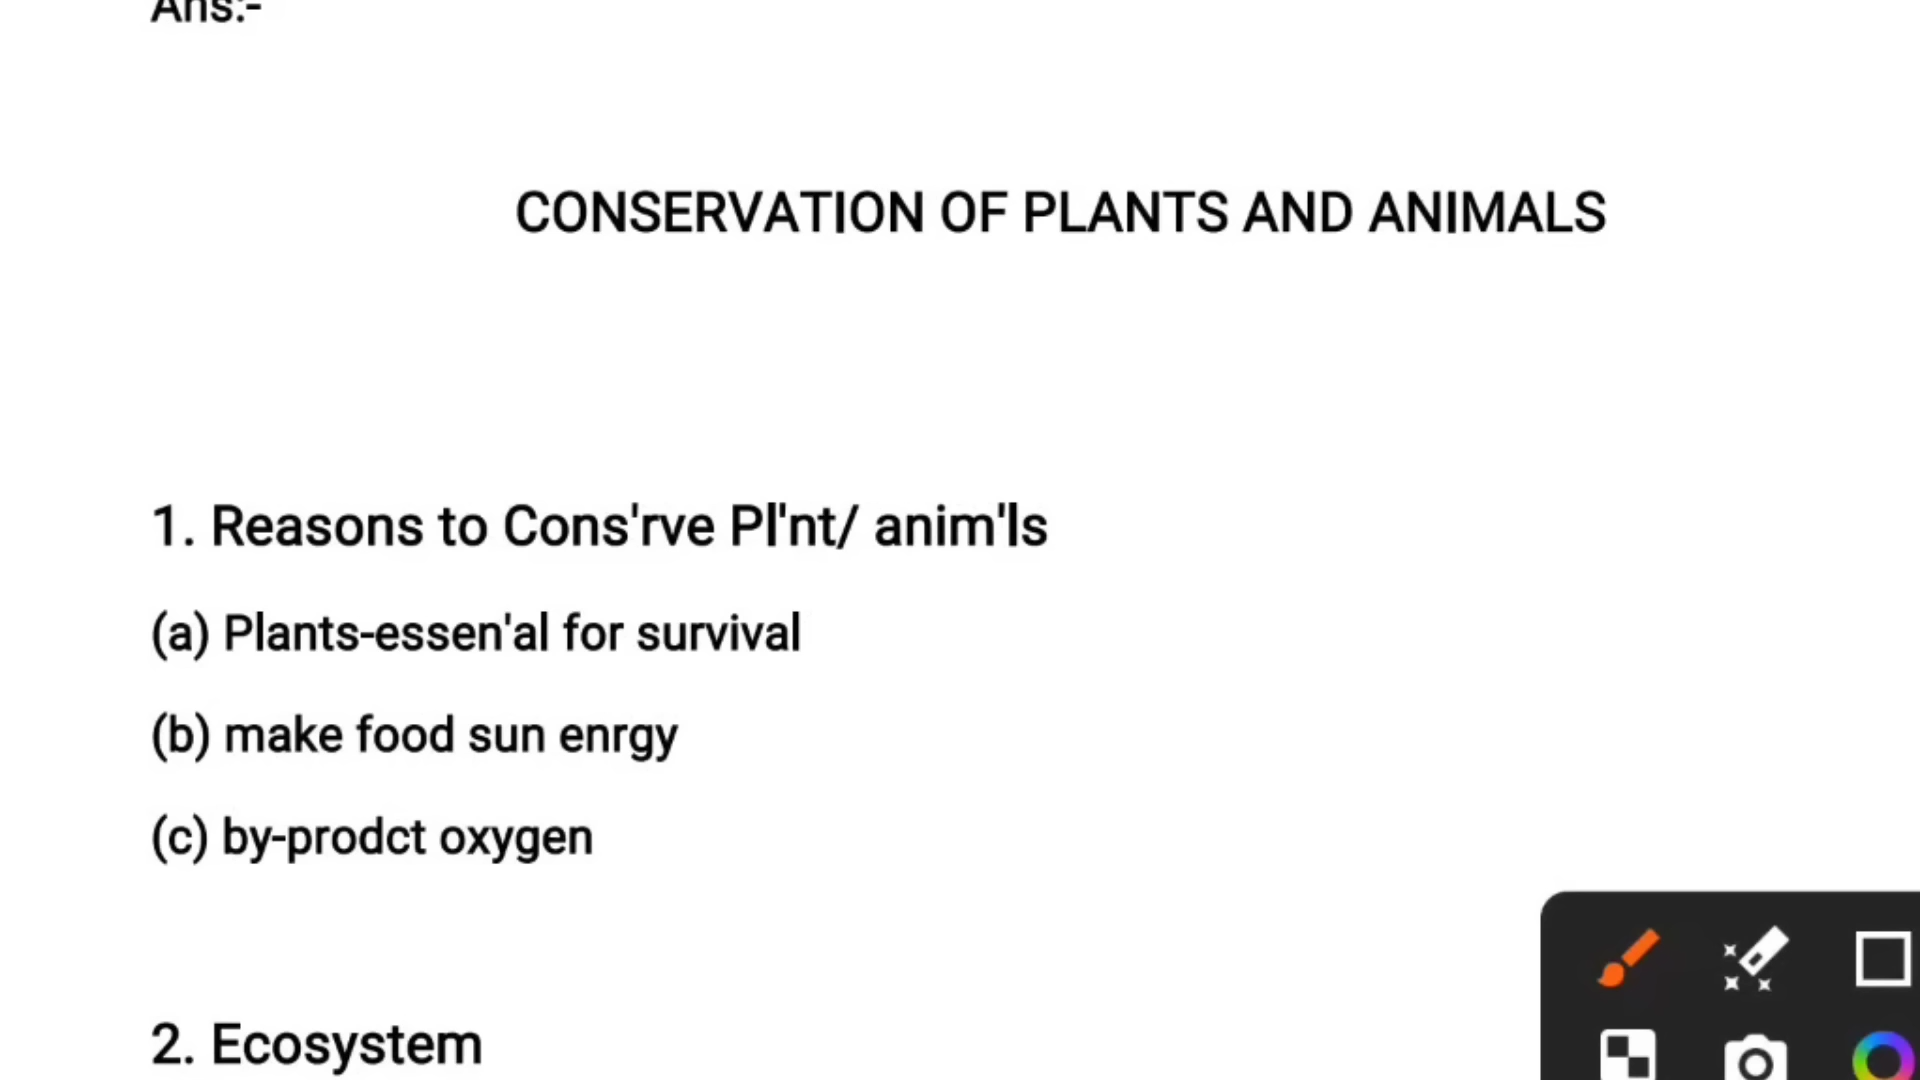 Ans:-
CONSERVATION OF PLANTS AND ANIMALS
1. Reasons to Cons'rve Pl'nt/ anim'ls
(a) Plants-essen'al for survival
(b) make food sun enrgy
(c) by-prodct oxygen
2. Ecosystem